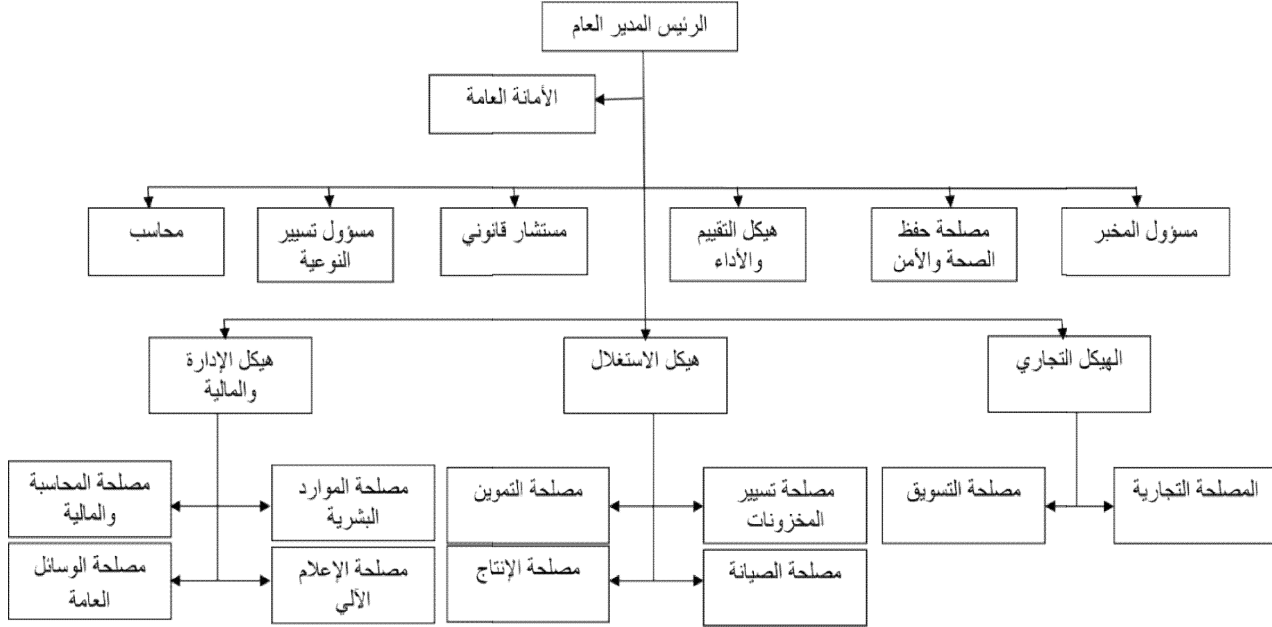 الرئيس المدير العام
الأمانة العامة
مسؤول المخبر
مصلحة حفظ
الصحة والأمن
هيكل التقييم
والأداء
مستشار قانوني
مسؤول تسيير
النوعية
محاسب
الهيكل التجاري
هيكل الاستغلال
هيكل الإدارة
والمالية
المصلحة التجارية
مصلحة التسويق
مصلحة تسيير
المخزونات
مصلحة التموين
مصلحة الموارد
البشرية
مصلحة المحاسبة
والمالية
مصلحة الصيانة
مصلحة الإنتاج
مصلحة الإعلام
الآلي
مصلحة الوسائل
العامة